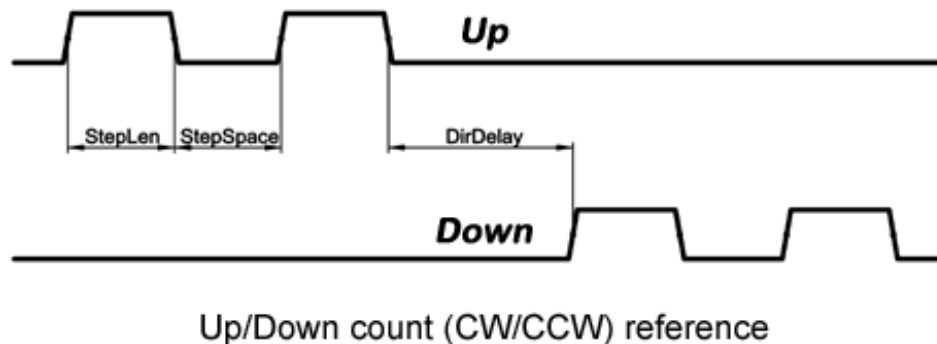 Up
StepLen StepSpace DirDelay
Down
Up/Down count (CW/CCW) reference